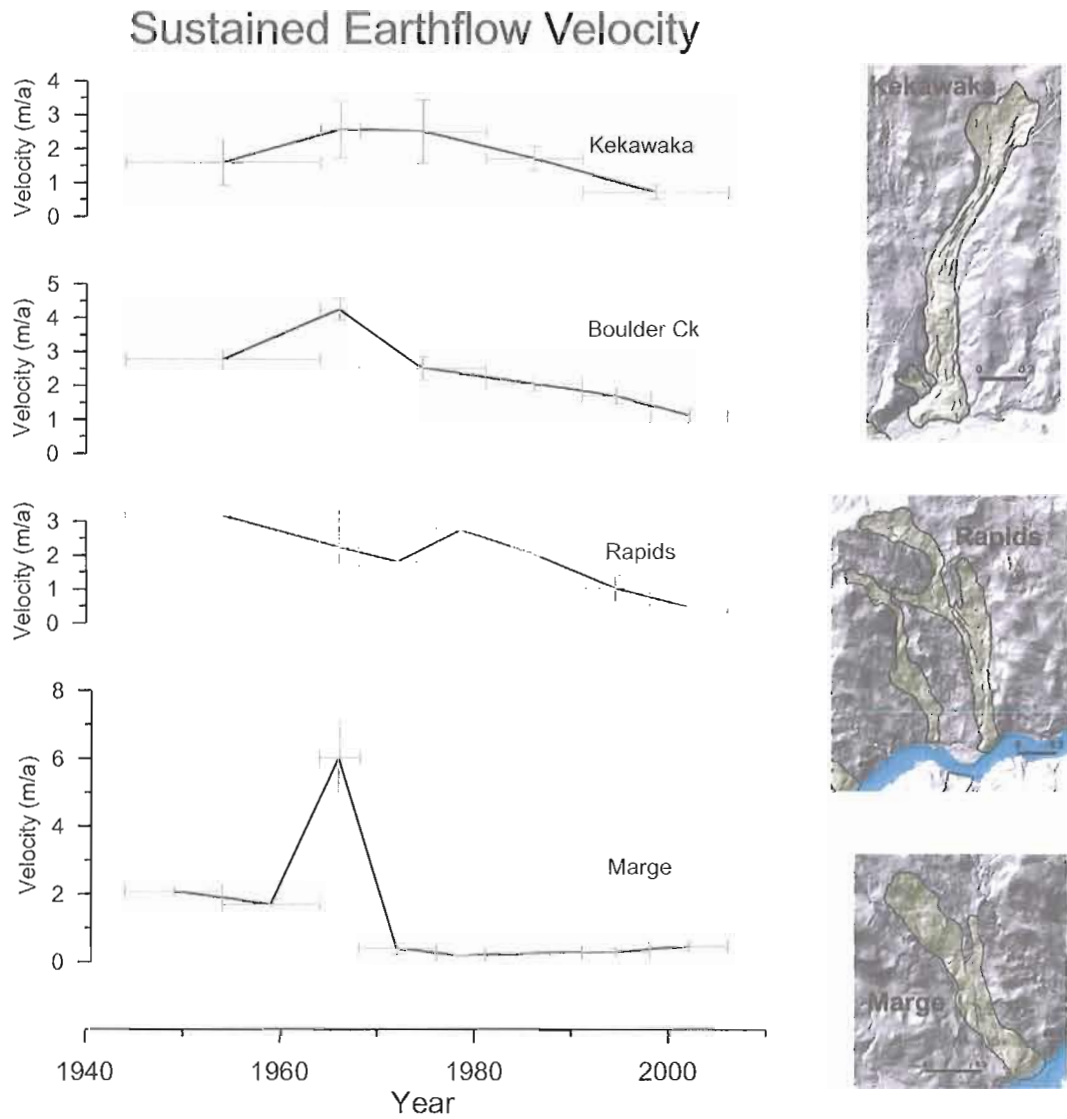 Sustained Earthflow Velocity
4
3
2
1
0
Velocity (m/a)
Kekawaka
5
4
3
2
1
0
Velocity (m/a)
Boulder Ck
3
2
1
0
Velocity (m/a)
Rapids
8
6
4
2
0
Velocity (m/a)
Marge
1940 1960 1980 2000
Year
Kekawaka
Rapids
Marge